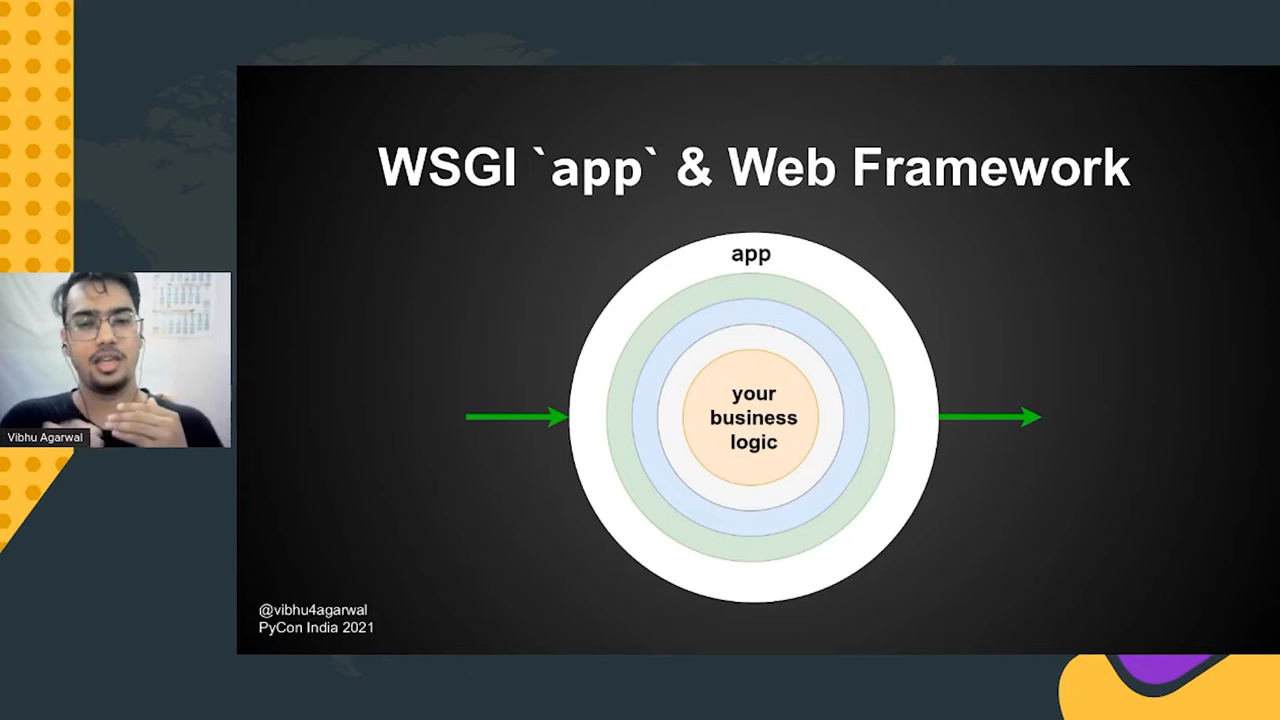 WSGI `app` & Web Framework
app
your
business
logic
Vibhu Agarwal
@vibhu4agarwal
PyCon India 2021